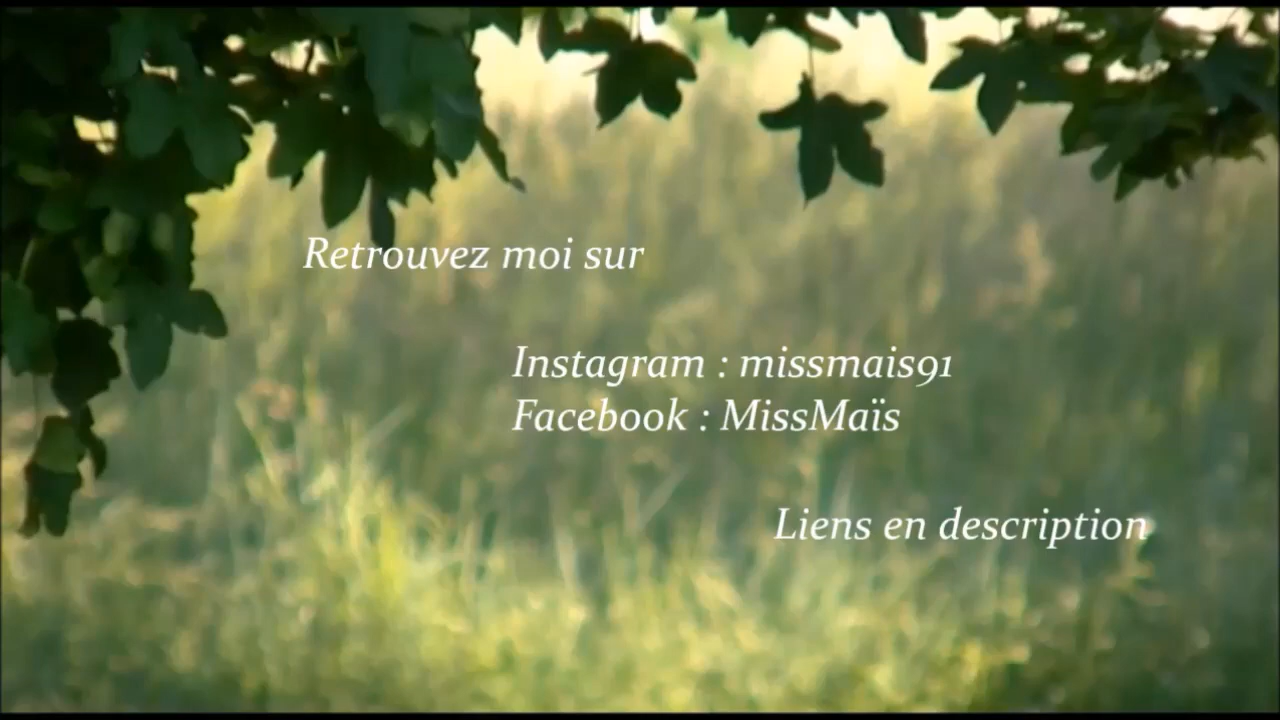 Retrouvez moi sur
Instagram : missmais91
Facebook : MissMaïs
Liens en description